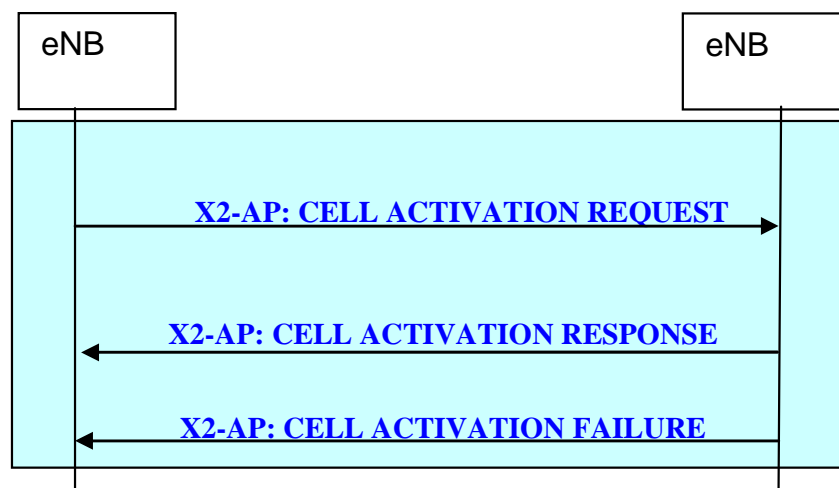 eNB
eNB
X2-AP: CELL ACTIVATION REQUEST
X2-AP: CELL ACTIVATION RESPONSE
X2-AP: CELL ACTIVATION FAILURE